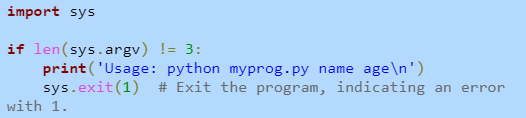 import sys
if len(sys.argv) != 3:
    print('Usage: python myprog.py name age\n')
    sys.exit(1)  # Exit the program, indicating an error
with 1.